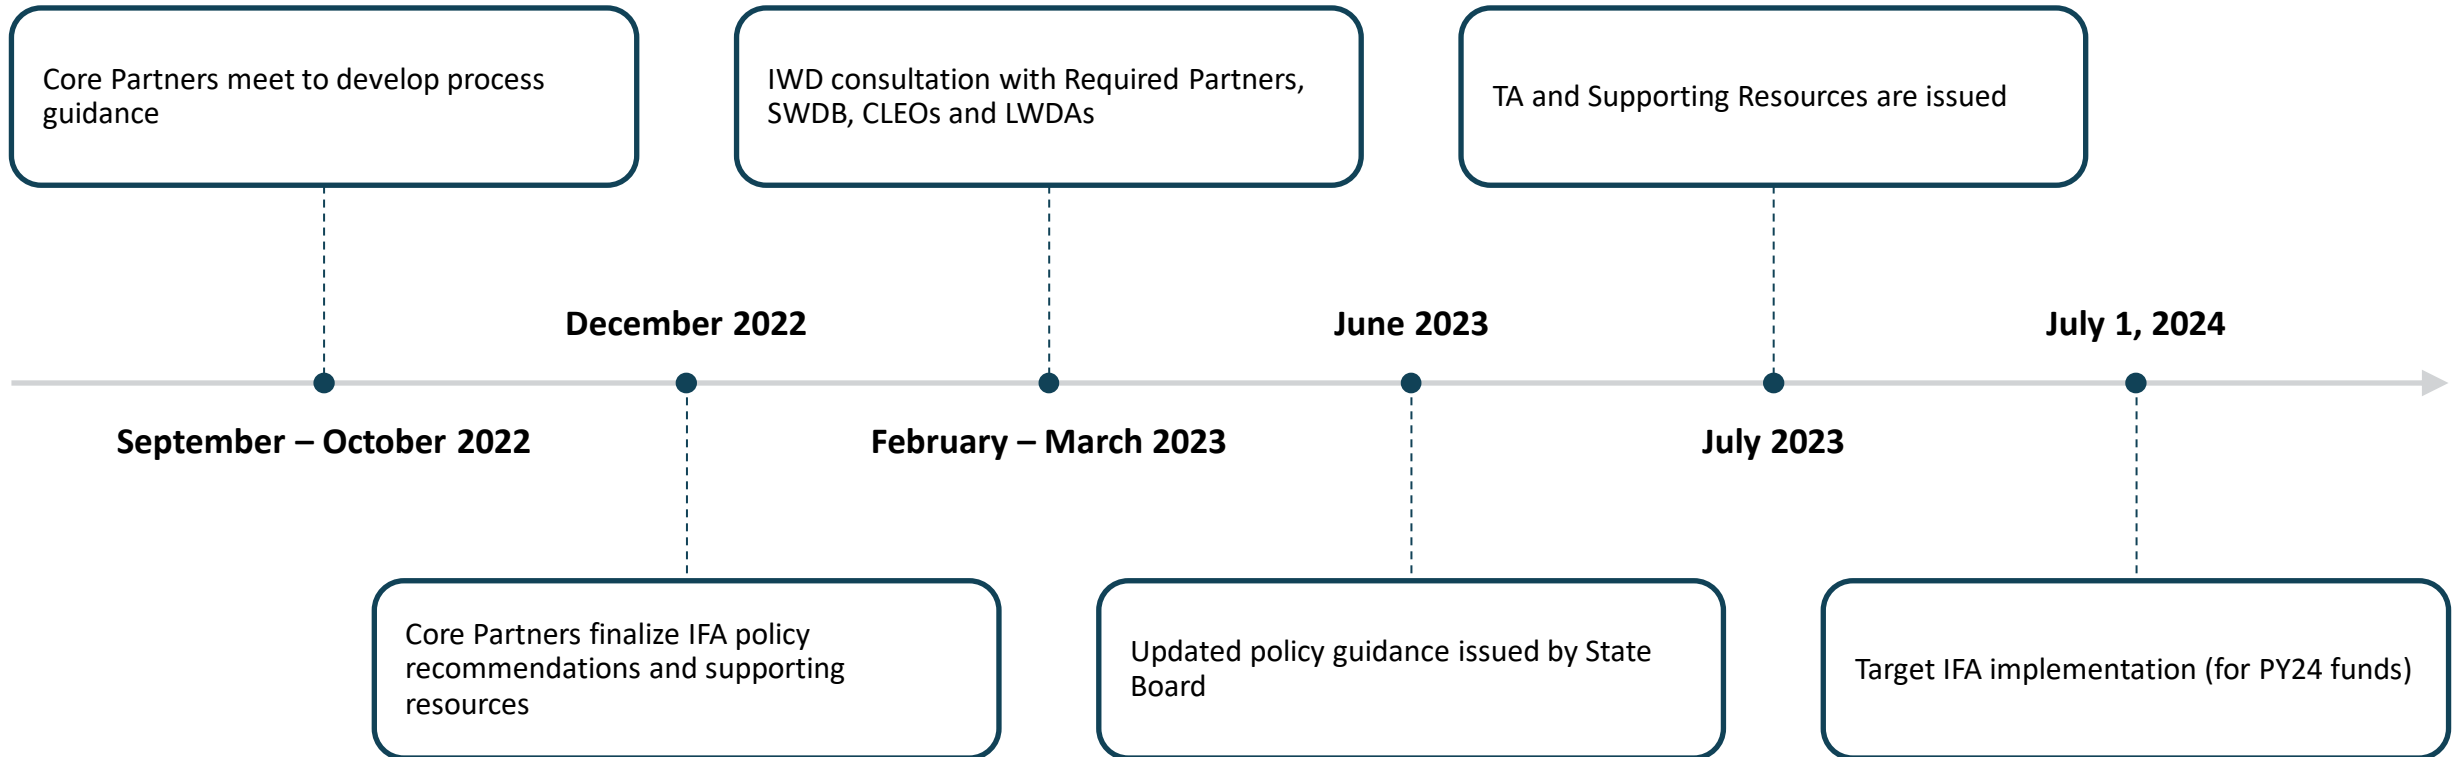 Core Partners meet to develop process
guidance
IWD consultation with Required Partners,
SWDB, CLEOs and LWDAs
TA and Supporting Resources are issued
December 2022
June 2023
July 1, 2024
September – October 2022
February – March 2023
July 2023
Core Partners finalize IFA policy
recommendations and supporting
resources
Updated policy guidance issued by State
Board
Target IFA implementation (for PY24 funds)